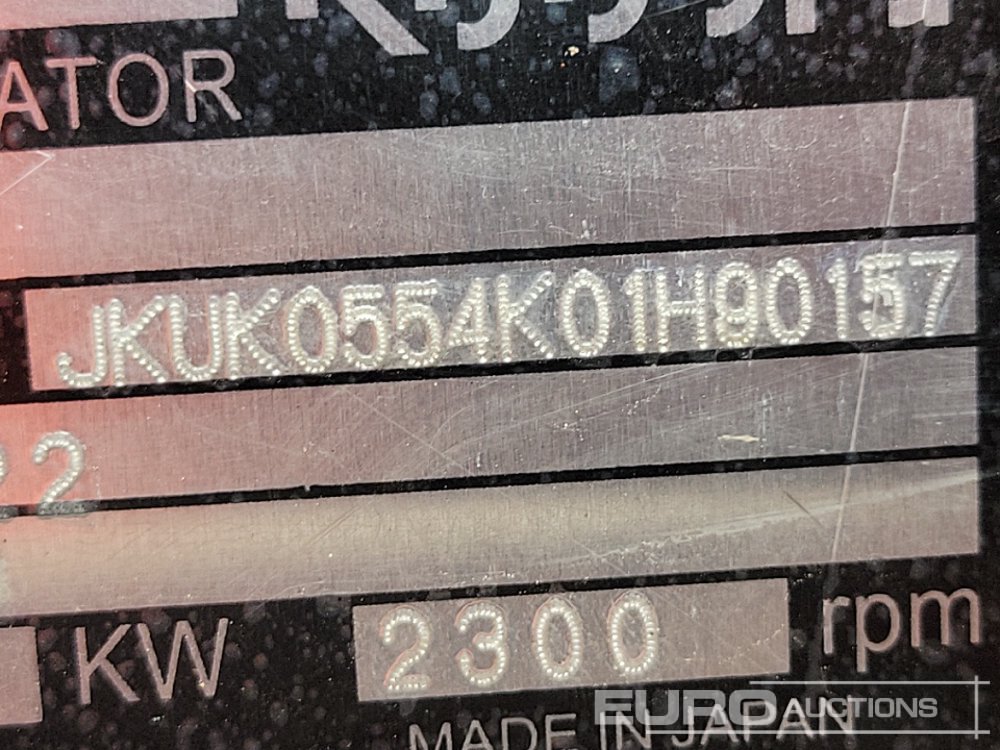 ATOR
JKUK0554K01H90157
22
KW 2300 rpm
MADE IN JAPAN
EURO AUCTIONS